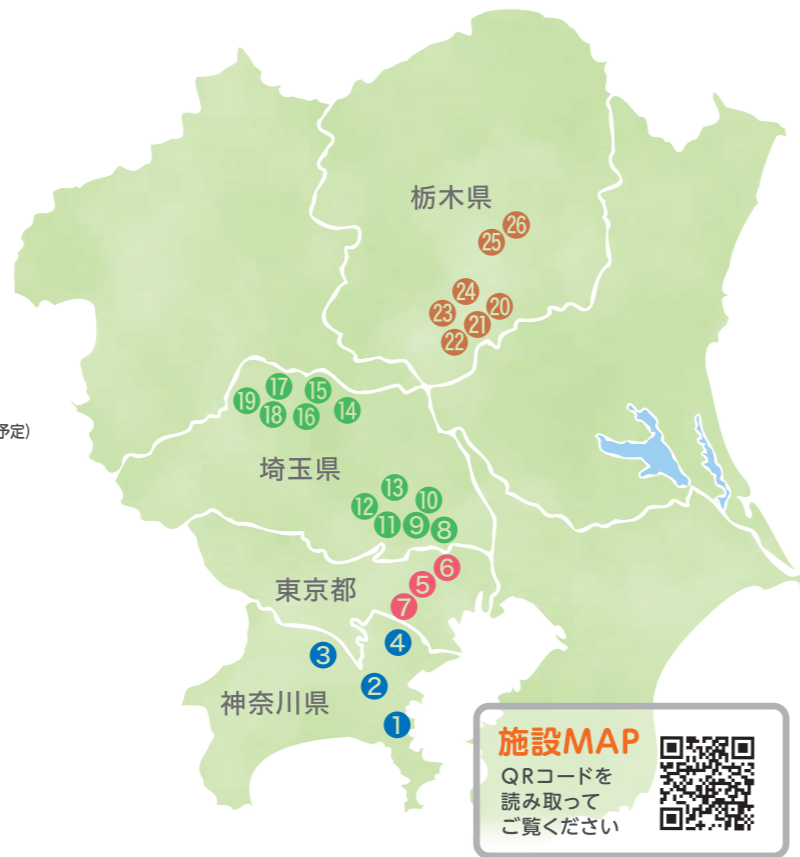 栃木県
㉖
㉕
㉔
⑳
㉓
㉑
㉒
⑰
⑮
⑲
⑱
⑯
⑭
予定)
埼玉県
⑬
⑫
⑩
⑪
⑨
⑧
⑥
東京都
⑤
⑦
④
③
②
神奈川県
①
施設MAP
QRコードを
読み取って
ご覧ください